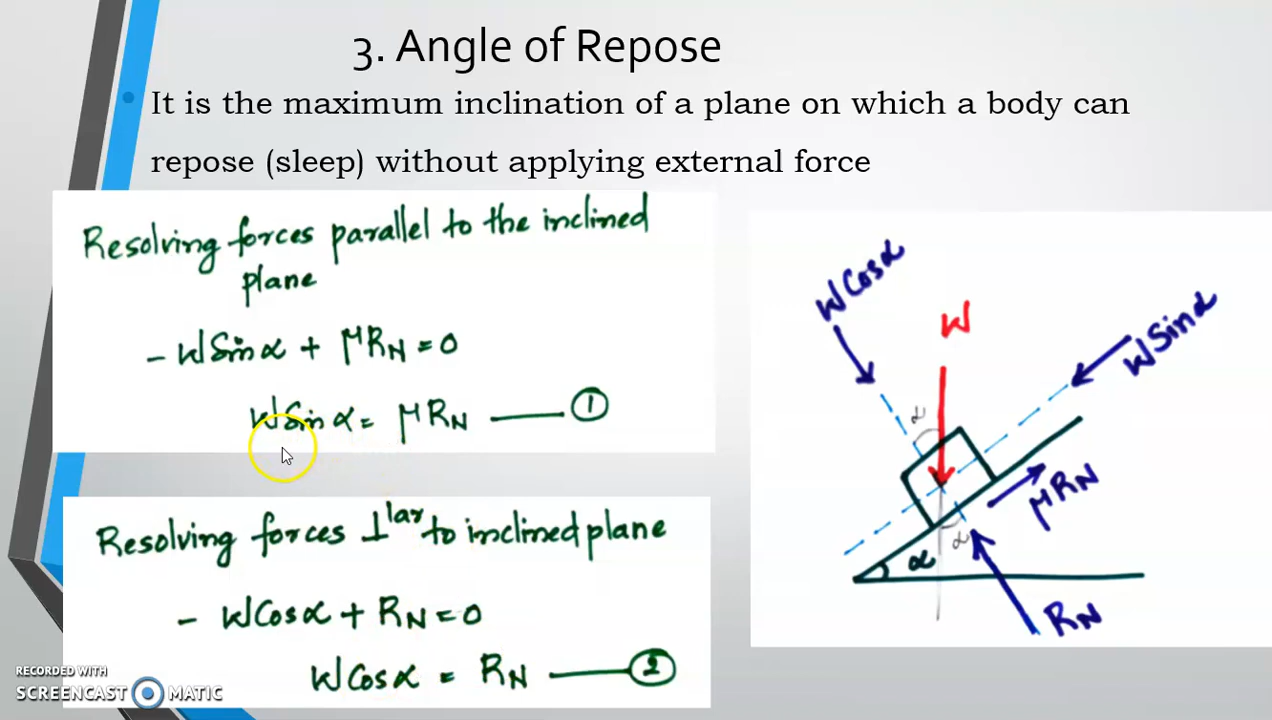 3. Angle of Repose
It is the maximum inclination of a plane on which a body can
repose (sleep) without applying external force
Resolving forces parallel to the inclined
plane
- WSinα + μRN = 0
WSinα = μRN —— ①
Resolving forces ⊥lar to inclined plane
- WCosα + RN = 0
WCosα = RN —— ②
WCosα
W
WSinα
α
μRN
α
α
RN
RECORDED WITH
SCREENCAST MATIC